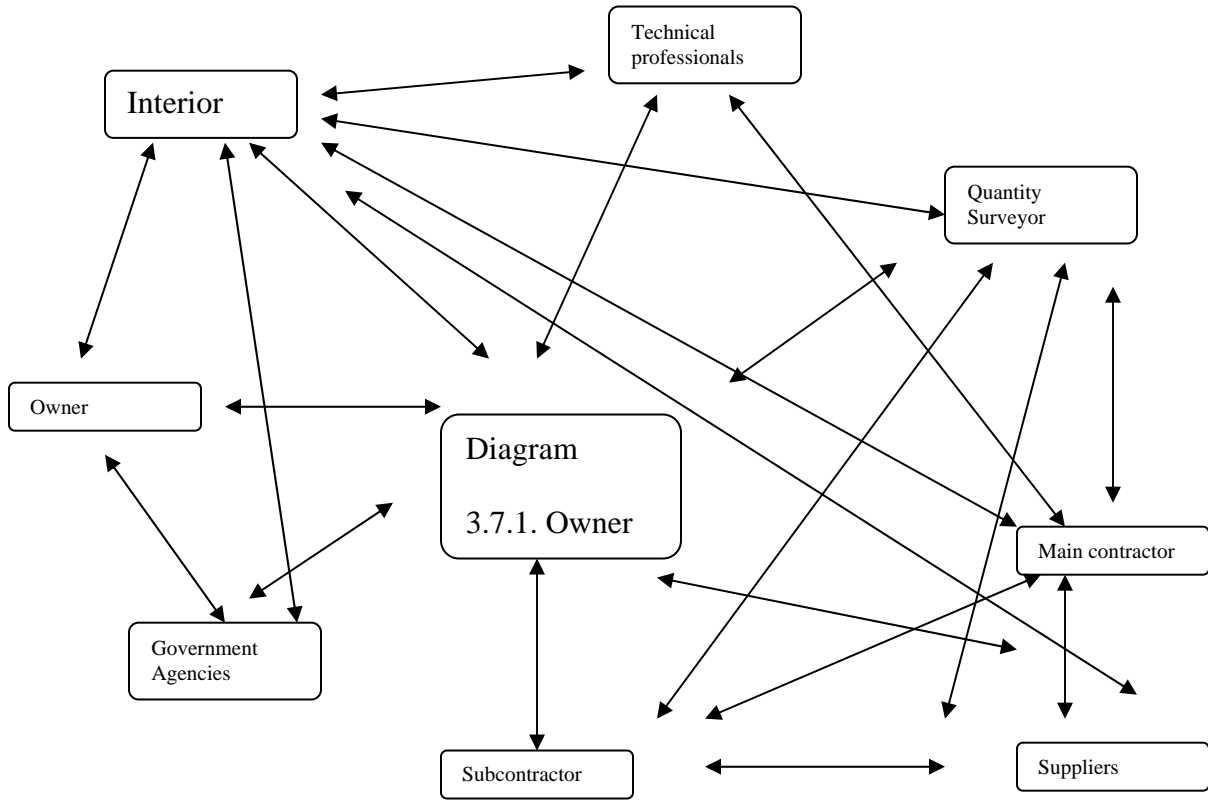 Technical
professionals
Interior
Quantity
Surveyor
Owner
Diagram
3.7.1. Owner
Main contractor
Government
Agencies
Subcontractor
Suppliers